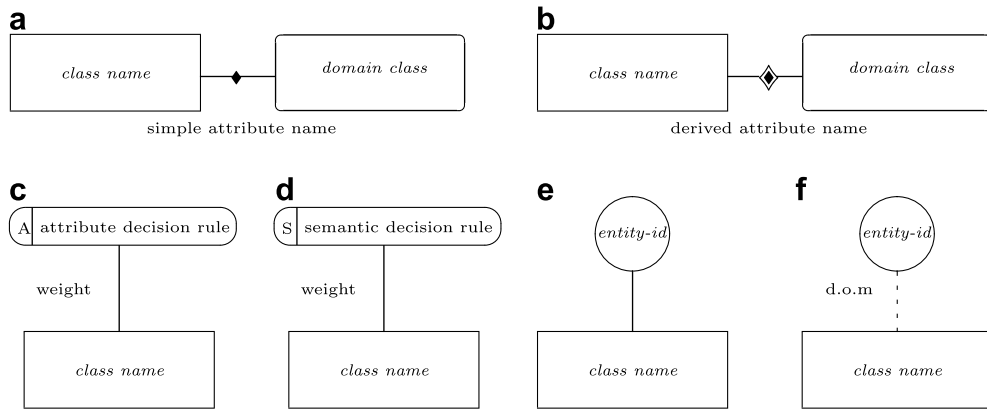 a
b
class name
domain class
class name
domain class
simple attribute name
derived attribute name
c
d
e
f
A attribute decision rule
S semantic decision rule
entity-id
entity-id
weight
weight
d.o.m
class name
class name
class name
class name